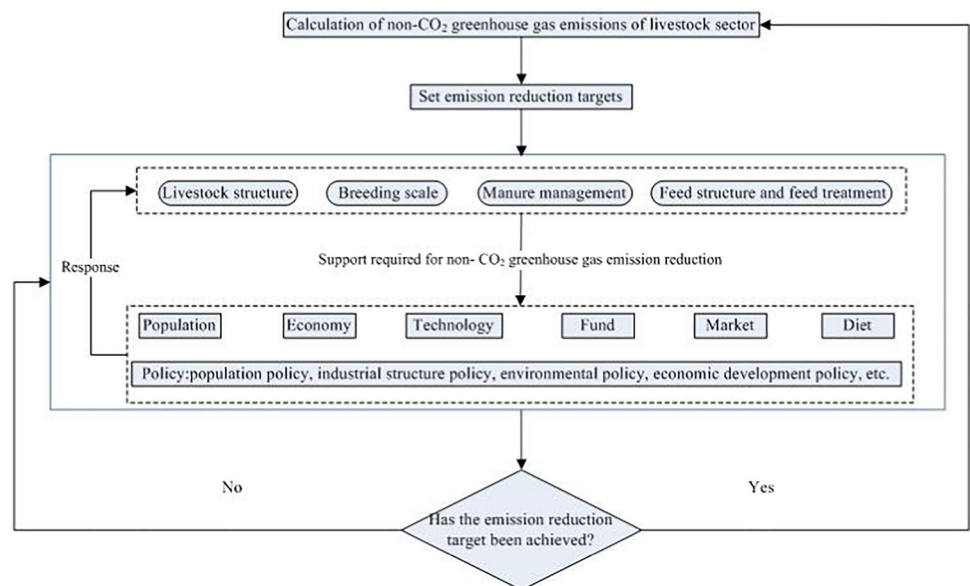 Calculation of non-CO₂ greenhouse gas emissions of livestock sector
Set emission reduction targets
Livestock structure
Breeding scale
Manure management
Feed structure and feed treatment
Response
Support required for non- CO₂ greenhouse gas emission reduction
Population
Economy
Technology
Fund
Market
Diet
Policy:population policy, industrial structure policy, environmental policy, economic development policy, etc.
No
Yes
Has the emission reduction
target been achieved?